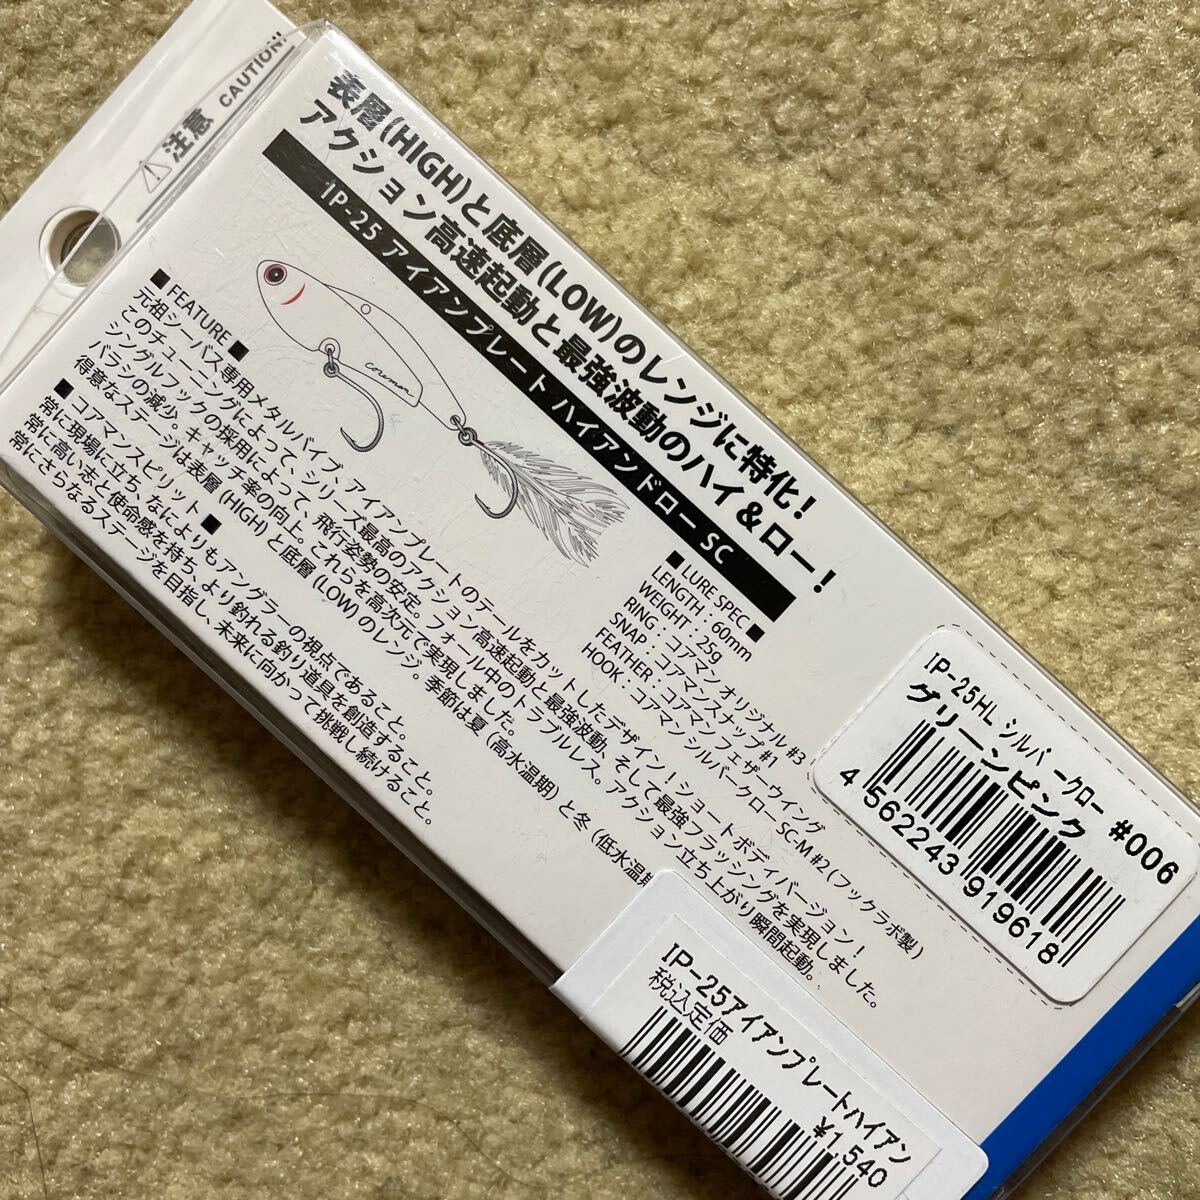 注意 CAUTION!
表層(HIGH)と底層(LOW)のレンジに特化！
アクション高速起動と最強波動のハイ＆ロー！
IP-25 アイアンプレート ハイアンドロー SC
coreman
■ FEATURE ■
元祖シーバス専用メタルバイブ、アイアンプレートのテールをカットしたデザイン！ショートボディバージョン！
このチューニングによって、シリーズ最高のアクション高速起動と最強波動、そして最強フラッシングを実現しました。
シングルフックの採用によって、飛行姿勢の安定。フォール中のトラブルレス。アクション立ち上がり瞬間起動。
バラシの減少。キャッチ率の向上。これらを高次元で実現しました。
得意なステージは表層(HIGH)と底層(LOW)のレンジ。季節は夏(高水温期)と冬(低水温期
■ コアマンスピリット ■
常に現場に立ち、なによりもアングラーの視点であること。
常に高い志と使命感を持ち、より釣れる釣り道具を創造すること。
常にさらなるステージを目指し、未来に向かって挑戦し続けること。
■ LURE SPEC ■
LENGTH：60mm
WEIGHT：25g
RING：コアマンオリジナル #3
SNAP：コアマンスナップ #1
FEATHER：コアマンフェザーウイング
HOOK：コアマンシルバークロー SC-M #2(フックラボ製)
IP-25HL シルバークロー #006
グリーンピンク
4 562243 919618
IP-25アイアンプレートハイアン
税込定価 ¥1,540